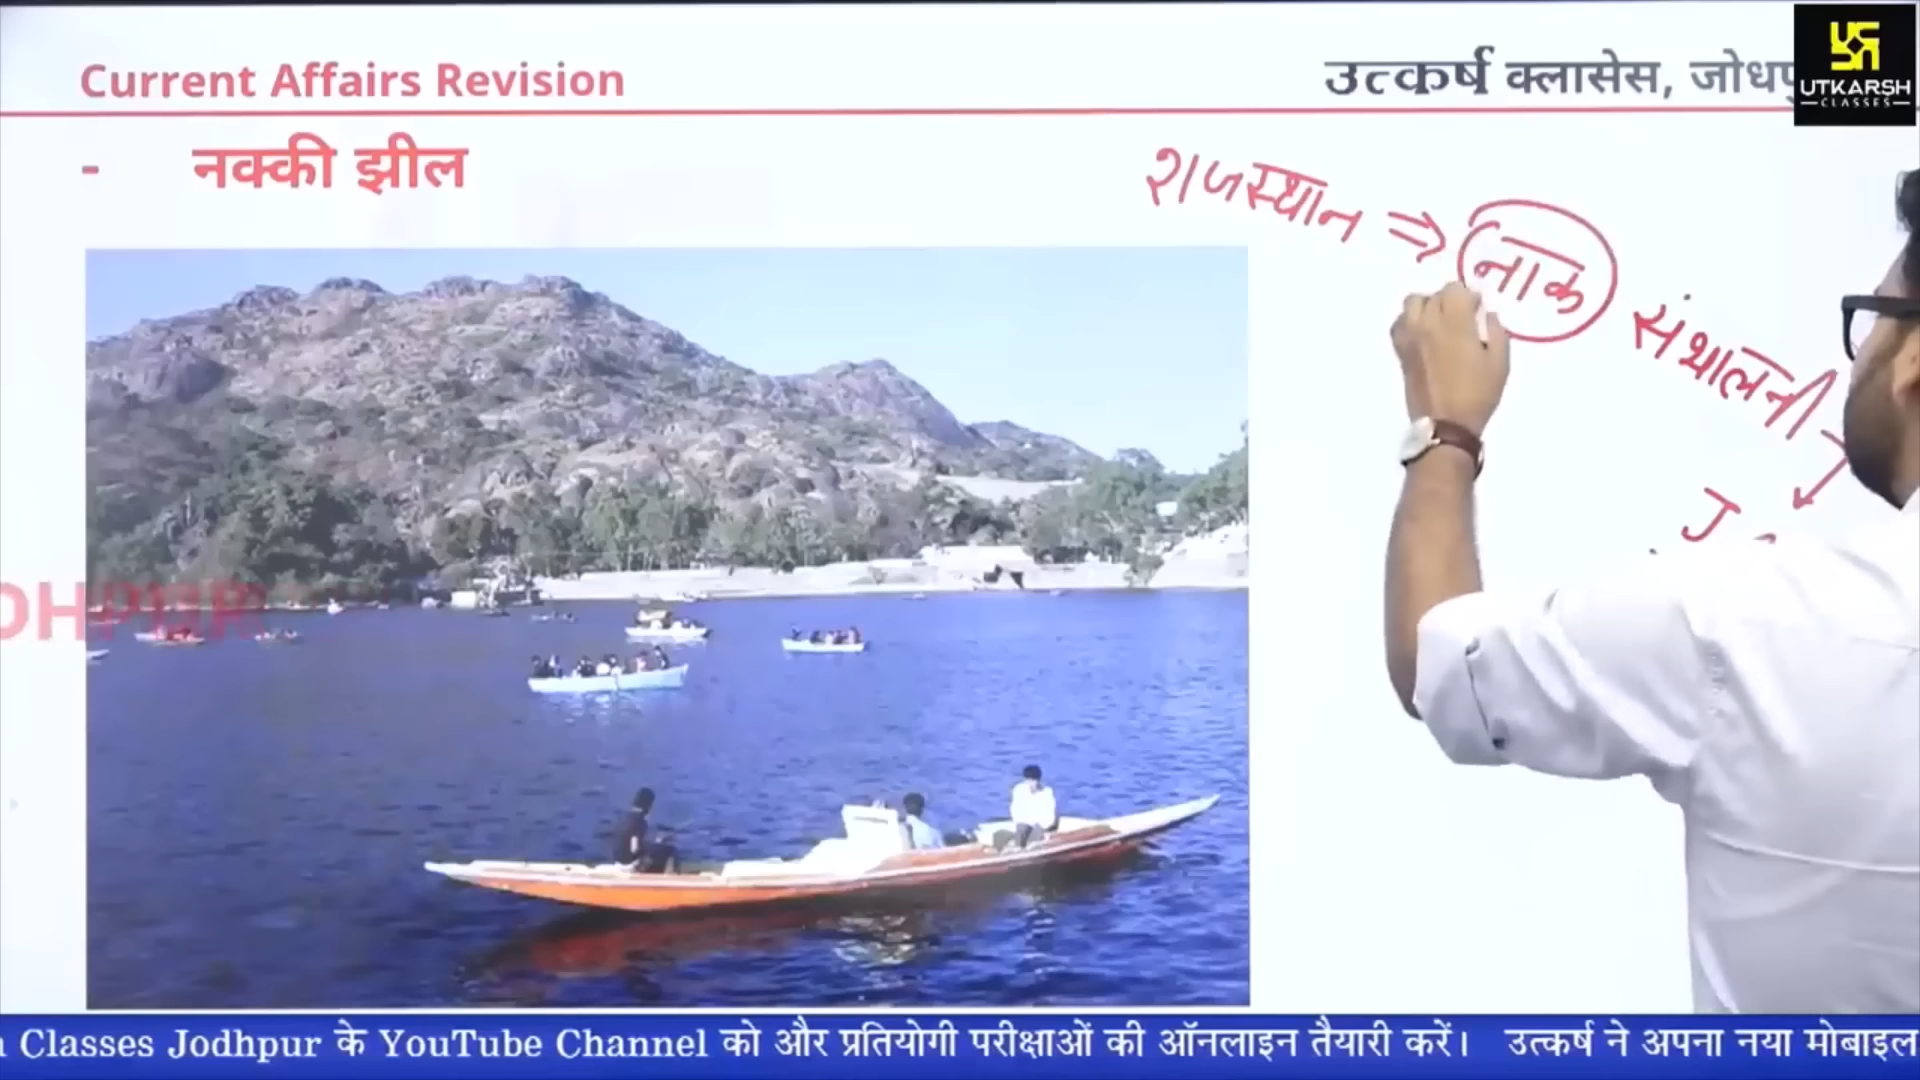 Current Affairs Revision
उत्कर्ष क्लासेस, जोधपु
UTKARSH
CLASSES
- नक्की झील
राजस्थान ⇒ नाक
संथालनी
J
ODHPUR
Classes Jodhpur के YouTube Channel को और प्रतियोगी परीक्षाओं की ऑनलाइन तैयारी करें। उत्कर्ष ने अपना नया मोबाइल